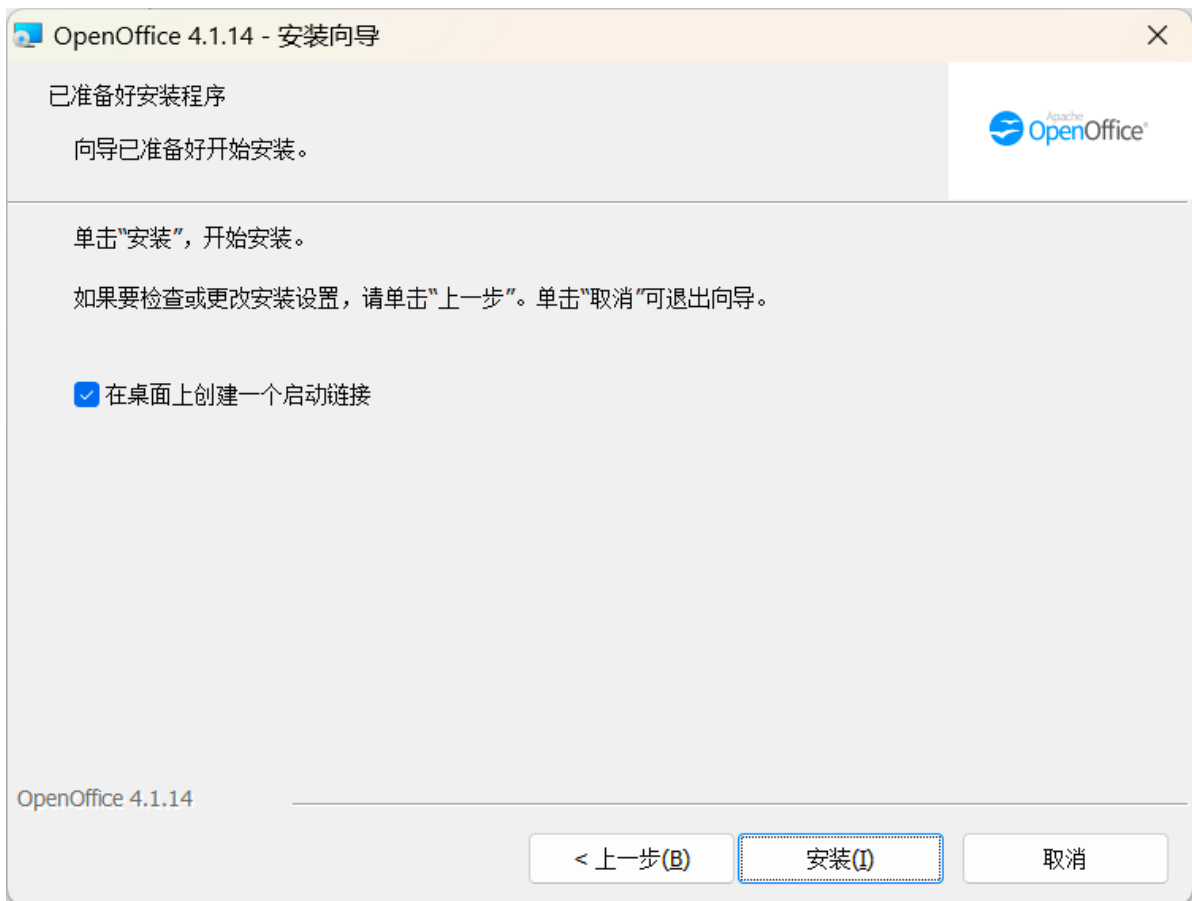 OpenOffice 4.1.14 - 安装向导
已准备好安装程序
向导已准备好开始安装。
Apache
OpenOffice®
单击“安装”，开始安装。
如果要检查或更改安装设置，请单击“上一步”。单击“取消”可退出向导。
在桌面上创建一个启动链接
OpenOffice 4.1.14
< 上一步(B)
安装(I)
取消